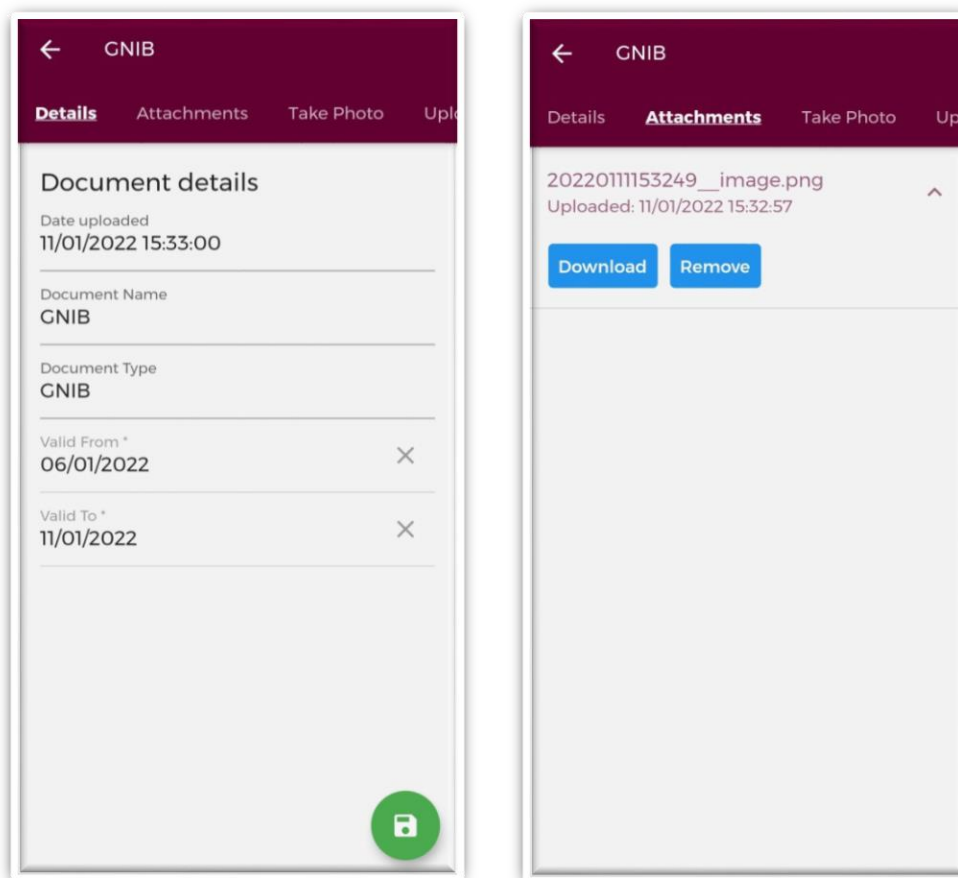 GNIB
Details Attachments Take Photo Uplo
Document details
Date uploaded
11/01/2022 15:33:00
Document Name
GNIB
Document Type
GNIB
Valid From *
06/01/2022
Valid To *
11/01/2022
GNIB
Details Attachments Take Photo Up
20220111153249__image.png
Uploaded: 11/01/2022 15:32:57
Download Remove